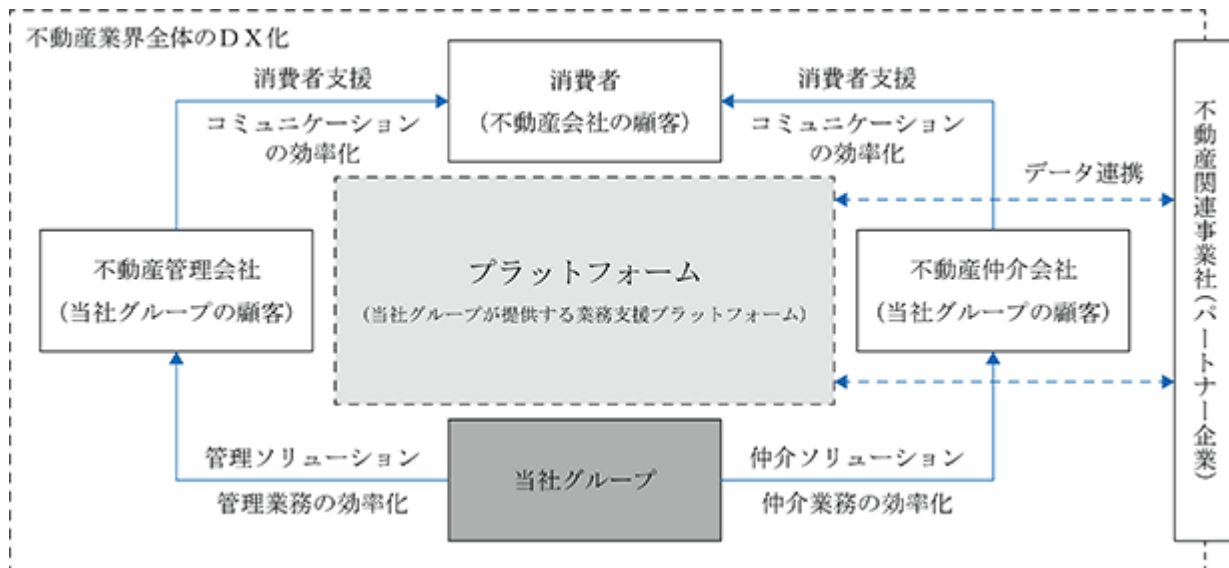 不動産業界全体のDX化
消費者支援
コミュニケーション
の効率化
消費者
(不動産会社の顧客)
消費者支援
コミュニケーション
の効率化
データ連携
不動産関連事業社(パートナー企業)
不動産管理会社
(当社グループの顧客)
プラットフォーム
(当社グループが提供する業務支援プラットフォーム)
不動産仲介会社
(当社グループの顧客)
管理ソリューション
管理業務の効率化
当社グループ
仲介ソリューション
仲介業務の効率化